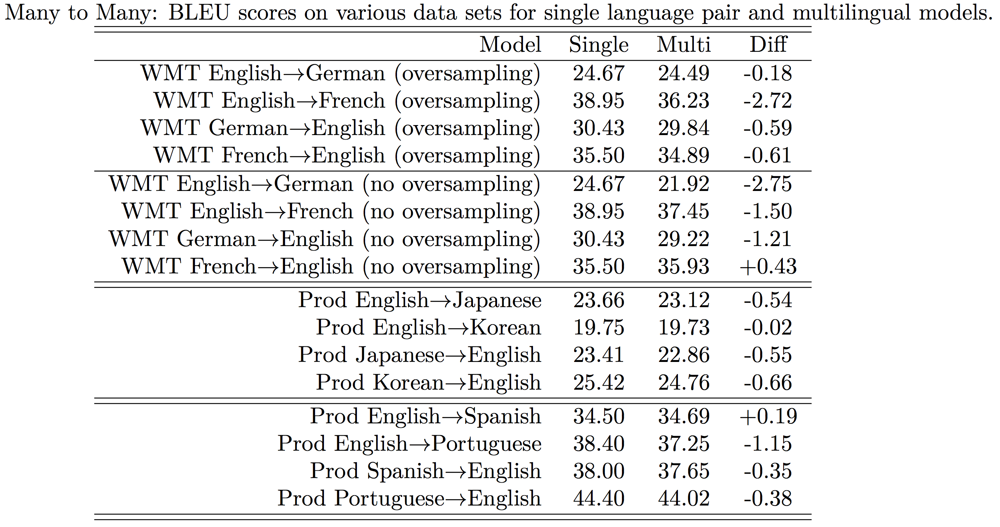 Many to Many: BLEU scores on various data sets for single language pair and multilingual models.
Model Single Multi Diff
WMT English→German (oversampling) 24.67 24.49 -0.18
WMT English→French (oversampling) 38.95 36.23 -2.72
WMT German→English (oversampling) 30.43 29.84 -0.59
WMT French→English (oversampling) 35.50 34.89 -0.61
WMT English→German (no oversampling) 24.67 21.92 -2.75
WMT English→French (no oversampling) 38.95 37.45 -1.50
WMT German→English (no oversampling) 30.43 29.22 -1.21
WMT French→English (no oversampling) 35.50 35.93 +0.43
Prod English→Japanese 23.66 23.12 -0.54
Prod English→Korean 19.75 19.73 -0.02
Prod Japanese→English 23.41 22.86 -0.55
Prod Korean→English 25.42 24.76 -0.66
Prod English→Spanish 34.50 34.69 +0.19
Prod English→Portuguese 38.40 37.25 -1.15
Prod Spanish→English 38.00 37.65 -0.35
Prod Portuguese→English 44.40 44.02 -0.38